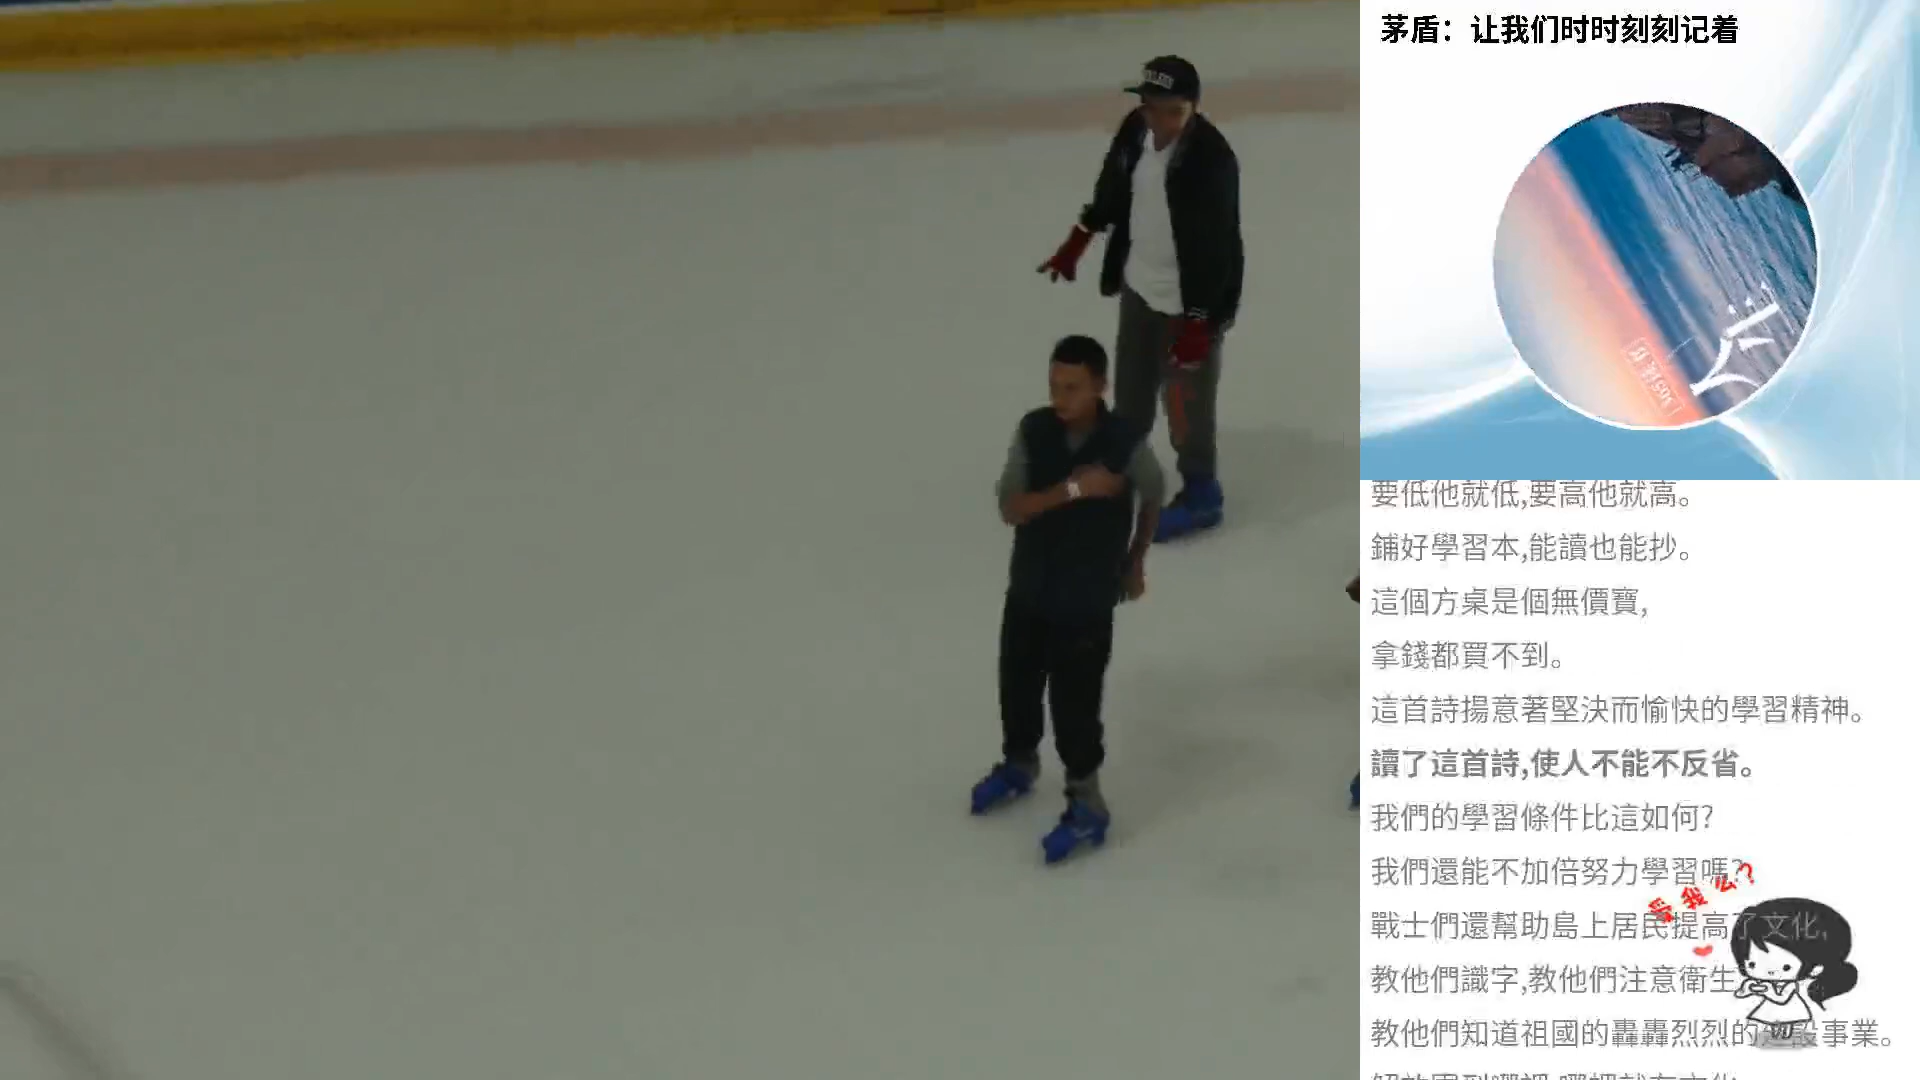 茅盾：让我们时时刻刻记着
要低他就低,要高他就高。
鋪好學習本,能讀也能抄。
這個方桌是個無價寶,
拿錢都買不到。
這首詩揚意著堅決而愉快的學習精神。
讀了這首詩,使人不能不反省。
我們的學習條件比這如何?
我們還能不加倍努力學習嗎?
愛我么?
戰士們還幫助島上居民提高了文化,
教他們識字,教他們注意衛生
教他們知道祖國的轟轟烈烈的建設事業。